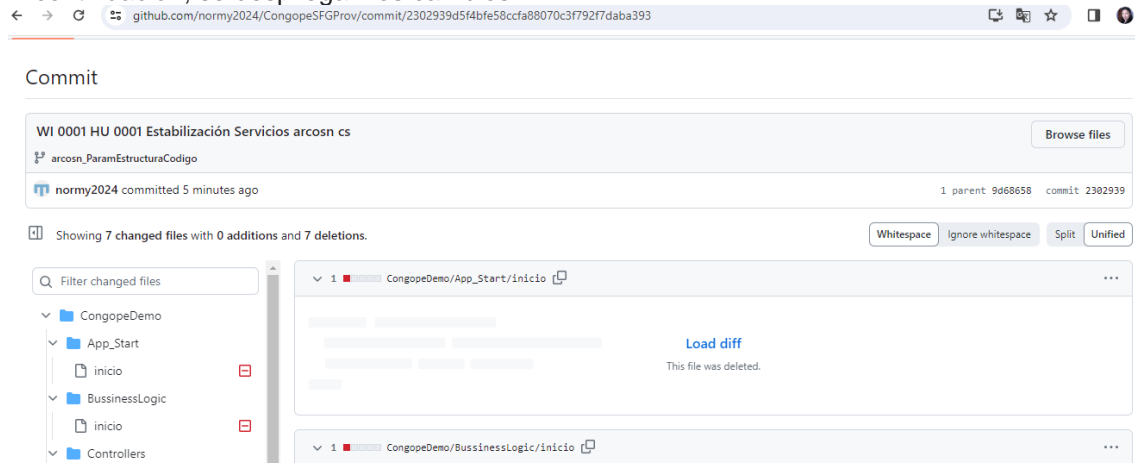 github.com/normy2024/CongopeSFGProv/commit/2302939d5f4bfe58ccfa88070c3f792f7daba393
Commit
WI 0001 HU 0001 Estabilización Servicios arcosn cs
Browse files
arcosn_ParamEstructuraCodigo
normy2024 committed 5 minutes ago
1 parent 9d68658 commit 2302939
Showing 7 changed files with 0 additions and 7 deletions.
Whitespace Ignore whitespace Split Unified
Filter changed files
CongopeDemo
App_Start
inicio
BussinessLogic
inicio
Controllers
1 CongopeDemo/App_Start/inicio
Load diff
This file was deleted.
1 CongopeDemo/BussinessLogic/inicio